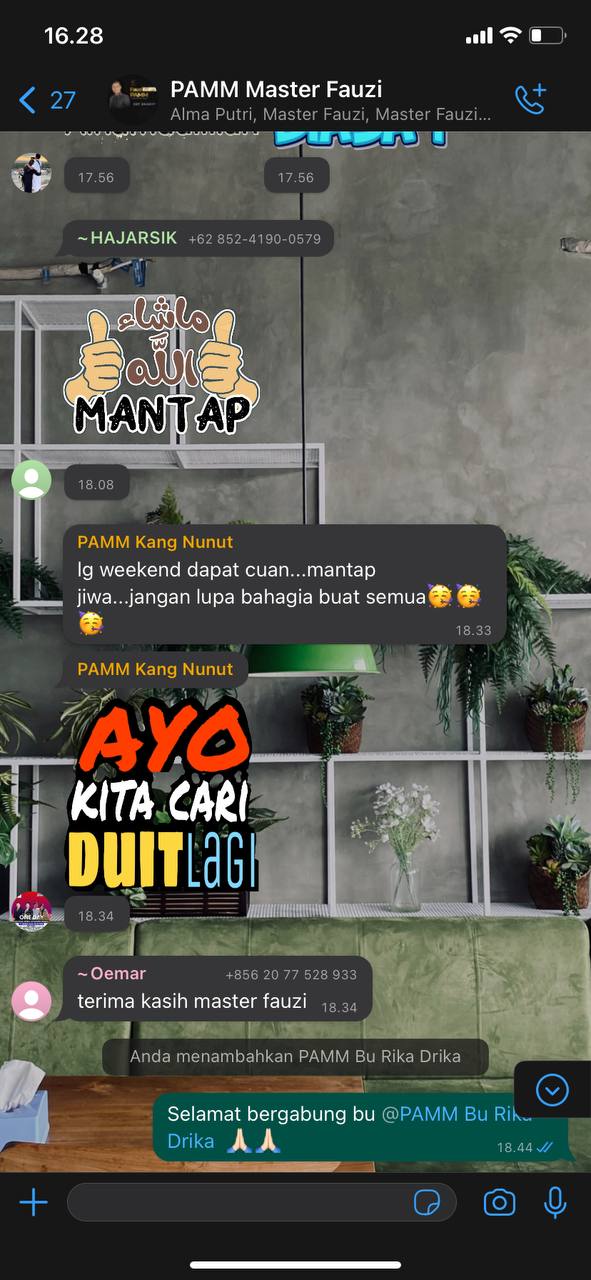 16.28
27
PAMM Master Fauzi
Alma Putri, Master Fauzi, Master Fauzi...
17.56
17.56
~HAJARSIK +62 852-4190-0579
ماشاء
الله
MANTAP
18.08
PAMM Kang Nunut
lg weekend dapat cuan...mantap
jiwa...jangan lupa bahagia buat semua🥳🥳
🥳
18.33
PAMM Kang Nunut
AYO
KITA CARI
DUIT LAGI
18.34
~Oemar +856 20 77 528 933
terima kasih master fauzi 18.34
Anda menambahkan PAMM Bu Rika Drika
Selamat bergabung bu @PAMM Bu Rika
Drika 🙏🏻🙏🏻
18.44